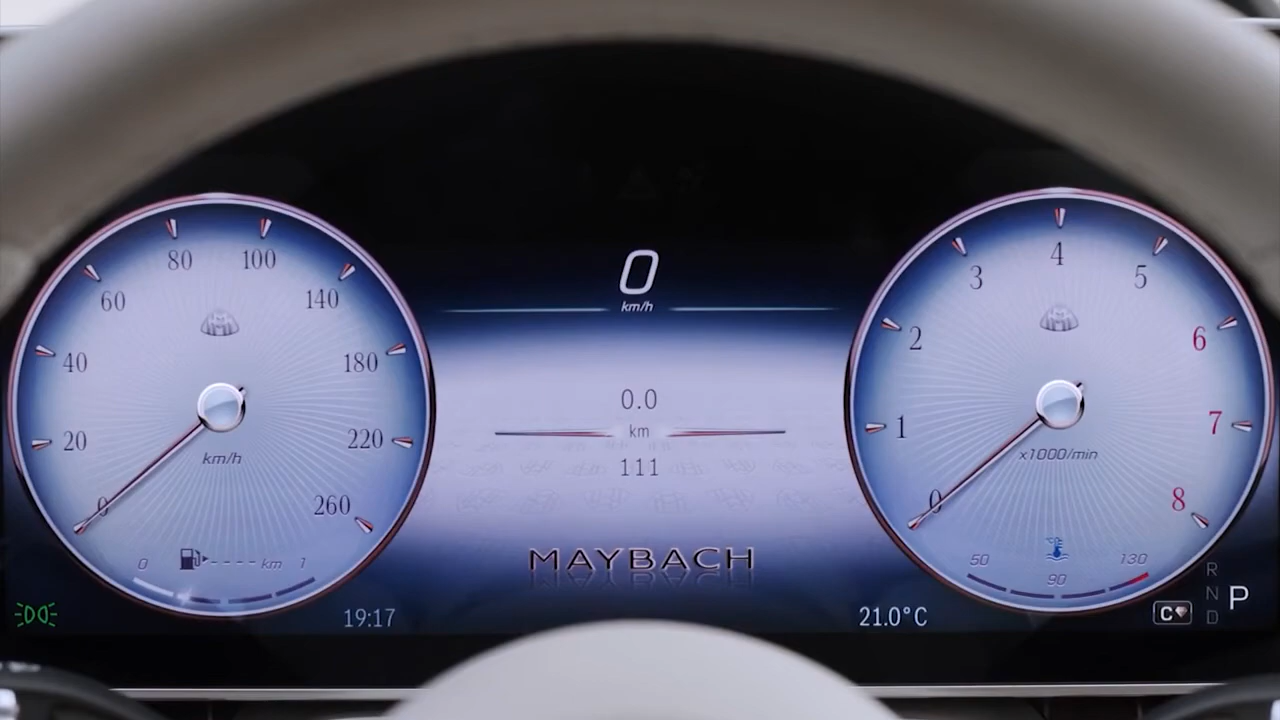 80 100
60 140
40 180
20 220
km/h
0 260
0 - - - - km 1
19:17
0
km/h
0.0
km
111
MAYBACH
4
3 5
2 6
1 7
x1000/min
0 8
50 90 130
21.0°C
C
R
N P
D